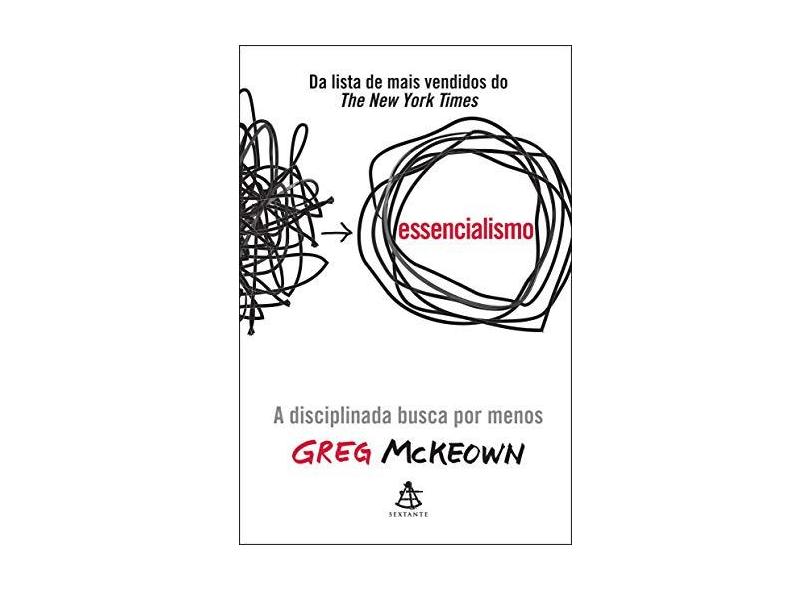 Da lista de mais vendidos do
The New York Times
essencialismo
A disciplinada busca por menos
GREG McKEOWN
SEXTANTE